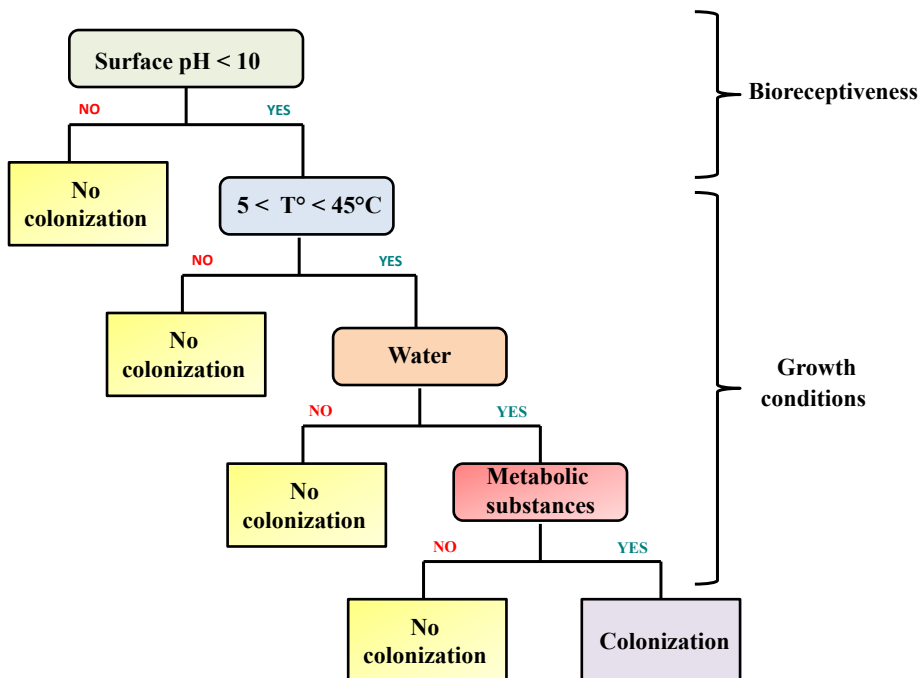 Surface pH < 10
Bioreceptiveness
NO
YES
No
colonization
5 < T° < 45°C
NO
YES
No
colonization
Water
Growth
conditions
NO
YES
No
colonization
Metabolic
substances
NO
YES
No
colonization
Colonization